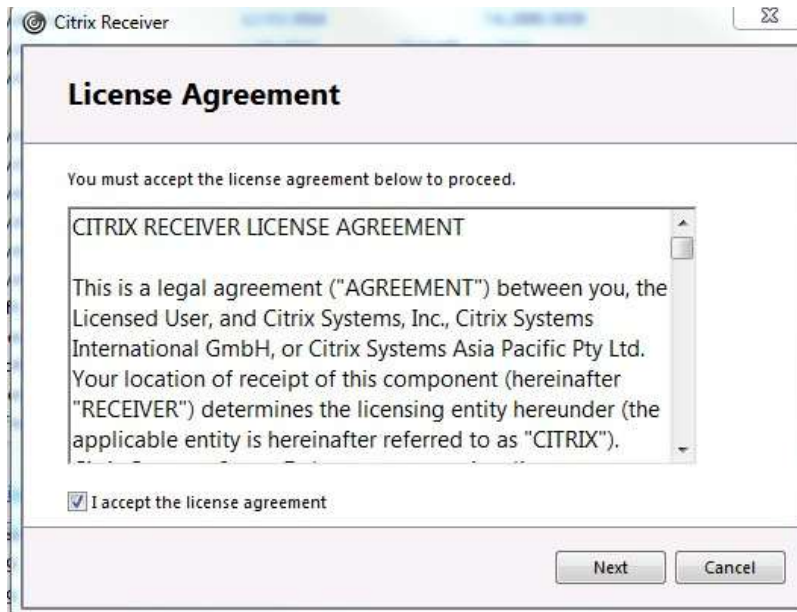 Citrix Receiver
License Agreement
You must accept the license agreement below to proceed.
CITRIX RECEIVER LICENSE AGREEMENT
This is a legal agreement ("AGREEMENT") between you, the
Licensed User, and Citrix Systems, Inc., Citrix Systems
International GmbH, or Citrix Systems Asia Pacific Pty Ltd.
Your location of receipt of this component (hereinafter
"RECEIVER") determines the licensing entity hereunder (the
applicable entity is hereinafter referred to as "CITRIX").
I accept the license agreement
Next
Cancel